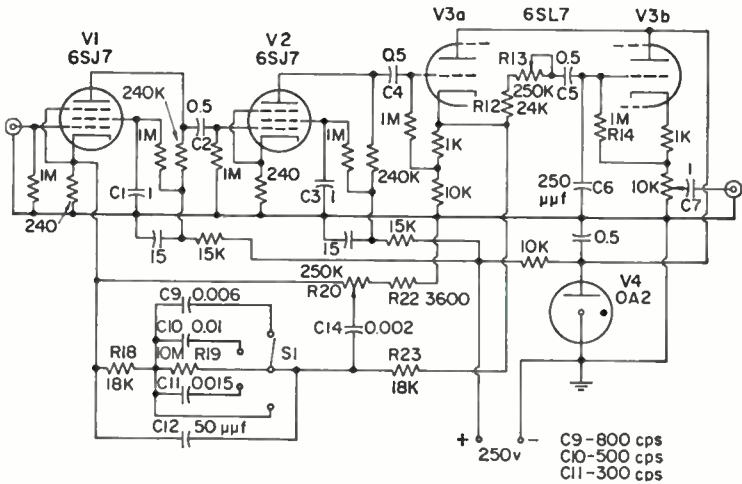 V1
6SJ7
V2
6SJ7
V3a
6SL7
V3b
240K
0.5
C2
1M
1M
1M
240
C1
1
15
15K
0.5
C4
1M
1M
240
C3
1
240K
15
15K
R13
250K
24K
R12
1K
10K
0.5
C5
1M
R14
1K
10K
1
C7
250
μμf
C6
0.5
10K
V4
OA2
250K
R20
R22 3600
C9 0.006
C10 0.01
10M R19
C11 0015
S1
R18
18K
C12 50 μμf
C14 0.002
R23
18K
+
-
250v
C9-800 cps
C10-500 cps
C11-300 cps